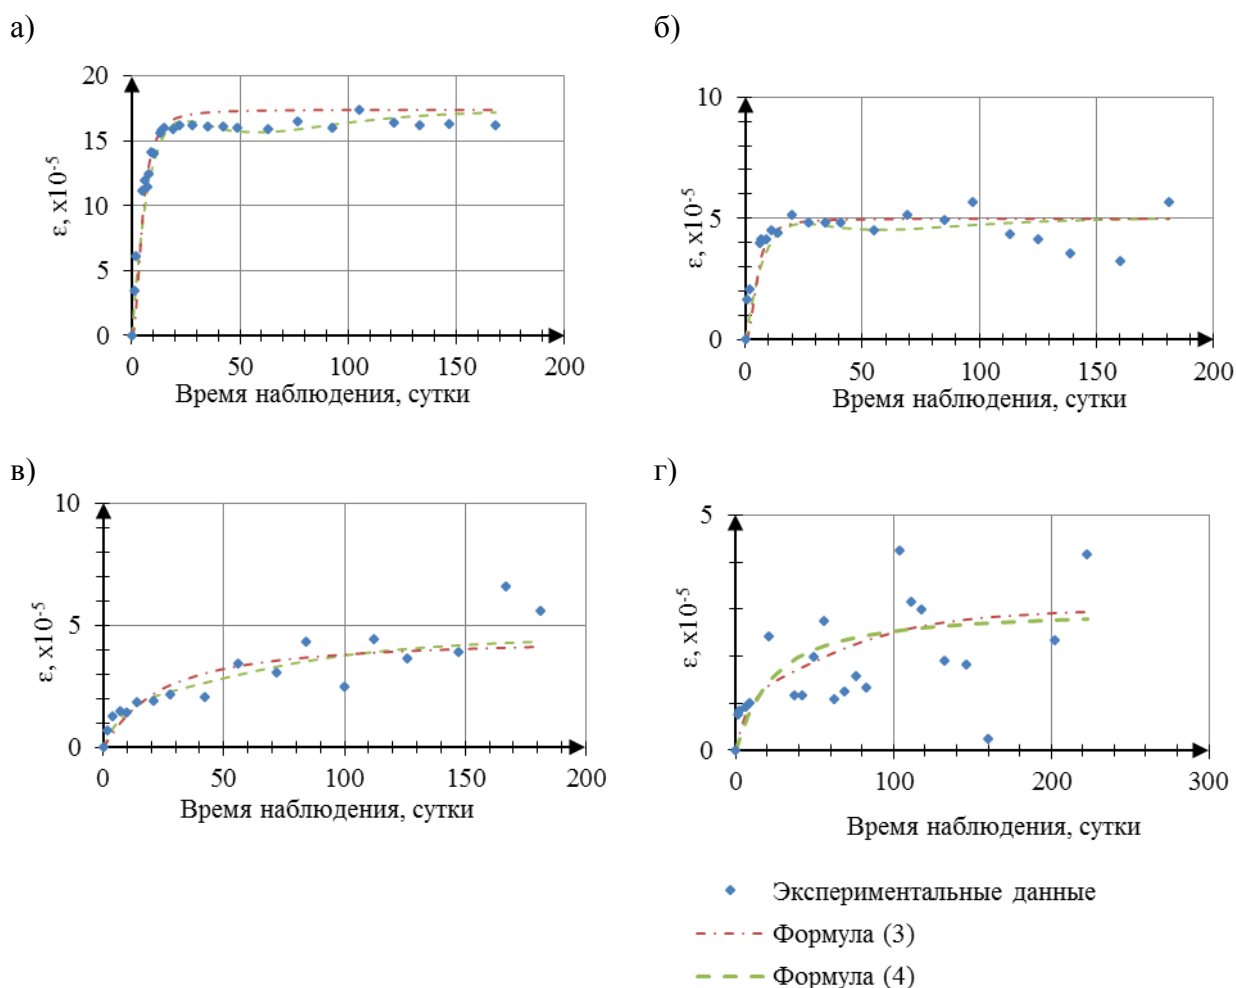 а)
20
15
10
5
0
ε, x10⁻⁵
0 50 100 150 200
Время наблюдения, сутки
б)
10
5
0
ε, x10⁻⁵
0 50 100 150 200
Время наблюдения, сутки
в)
10
5
0
ε, x10⁻⁵
0 50 100 150 200
Время наблюдения, сутки
г)
5
0
ε, x10⁻⁵
0 100 200 300
Время наблюдения, сутки
Экспериментальные данные
Формула (3)
Формула (4)